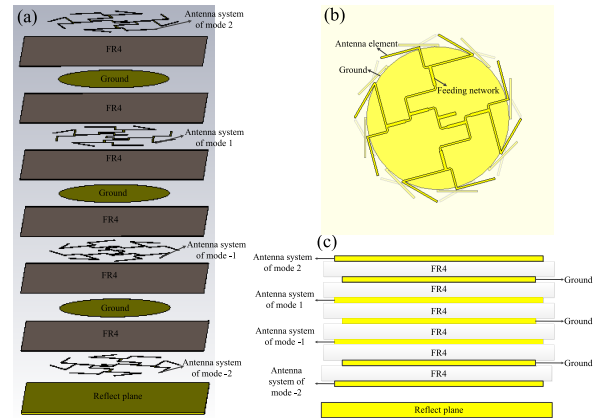 (a)
Antenna system
of mode 2
FR4
Ground
FR4
Antenna system
of mode 1
FR4
Ground
FR4
Antenna system
of mode -1
FR4
Ground
FR4
Antenna system
of mode -2
Reflect plane
(b)
Antenna element
Ground
Feeding network
(c)
Antenna system
of mode 2
FR4
Ground
FR4
Antenna system
of mode 1
FR4
Ground
FR4
Antenna system
of mode -1
FR4
Ground
FR4
Antenna
system of
mode -2
Reflect plane